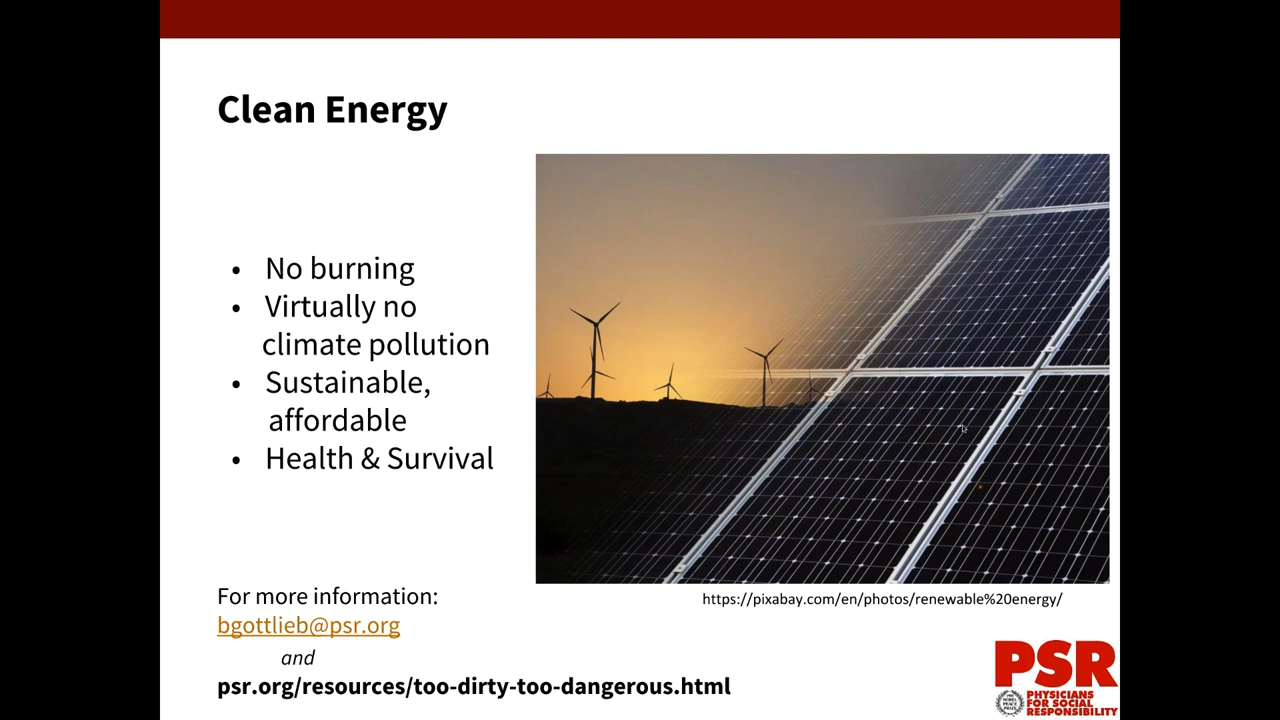 Clean Energy
• No burning
• Virtually no
climate pollution
• Sustainable,
affordable
• Health & Survival
For more information:
bgottlieb@psr.org
and
psr.org/resources/too-dirty-too-dangerous.html
https://pixabay.com/en/photos/renewable%20energy/
PSR
PHYSICIANS
FOR SOCIAL
RESPONSIBILITY